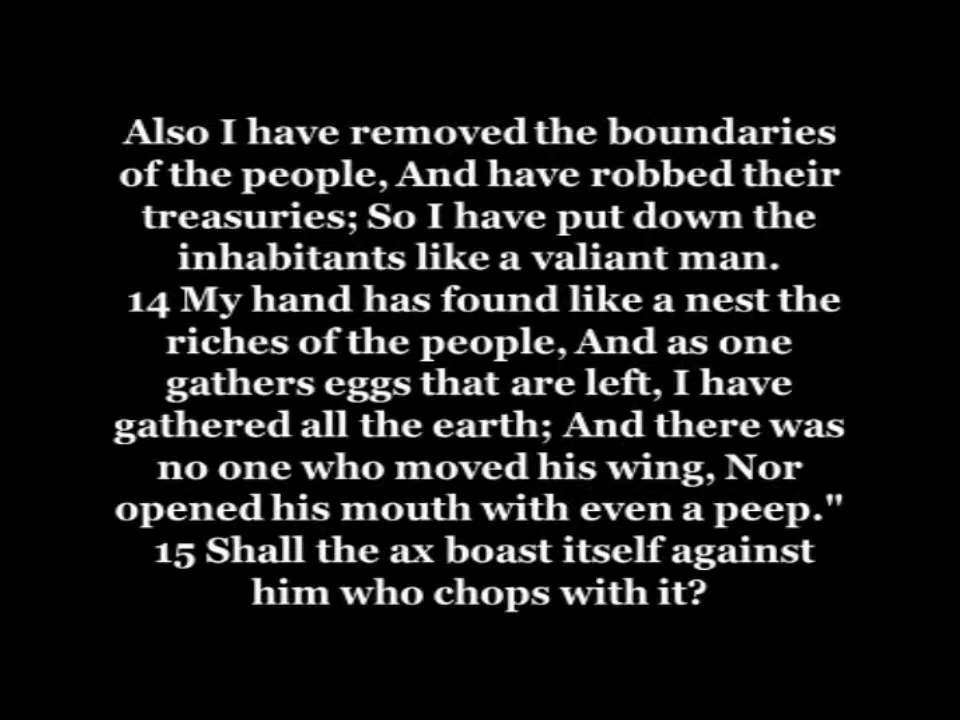 Also I have removed the boundaries
of the people, And have robbed their
treasuries; So I have put down the
inhabitants like a valiant man.
14 My hand has found like a nest the
riches of the people, And as one
gathers eggs that are left, I have
gathered all the earth; And there was
no one who moved his wing, Nor
opened his mouth with even a peep."
15 Shall the ax boast itself against
him who chops with it?